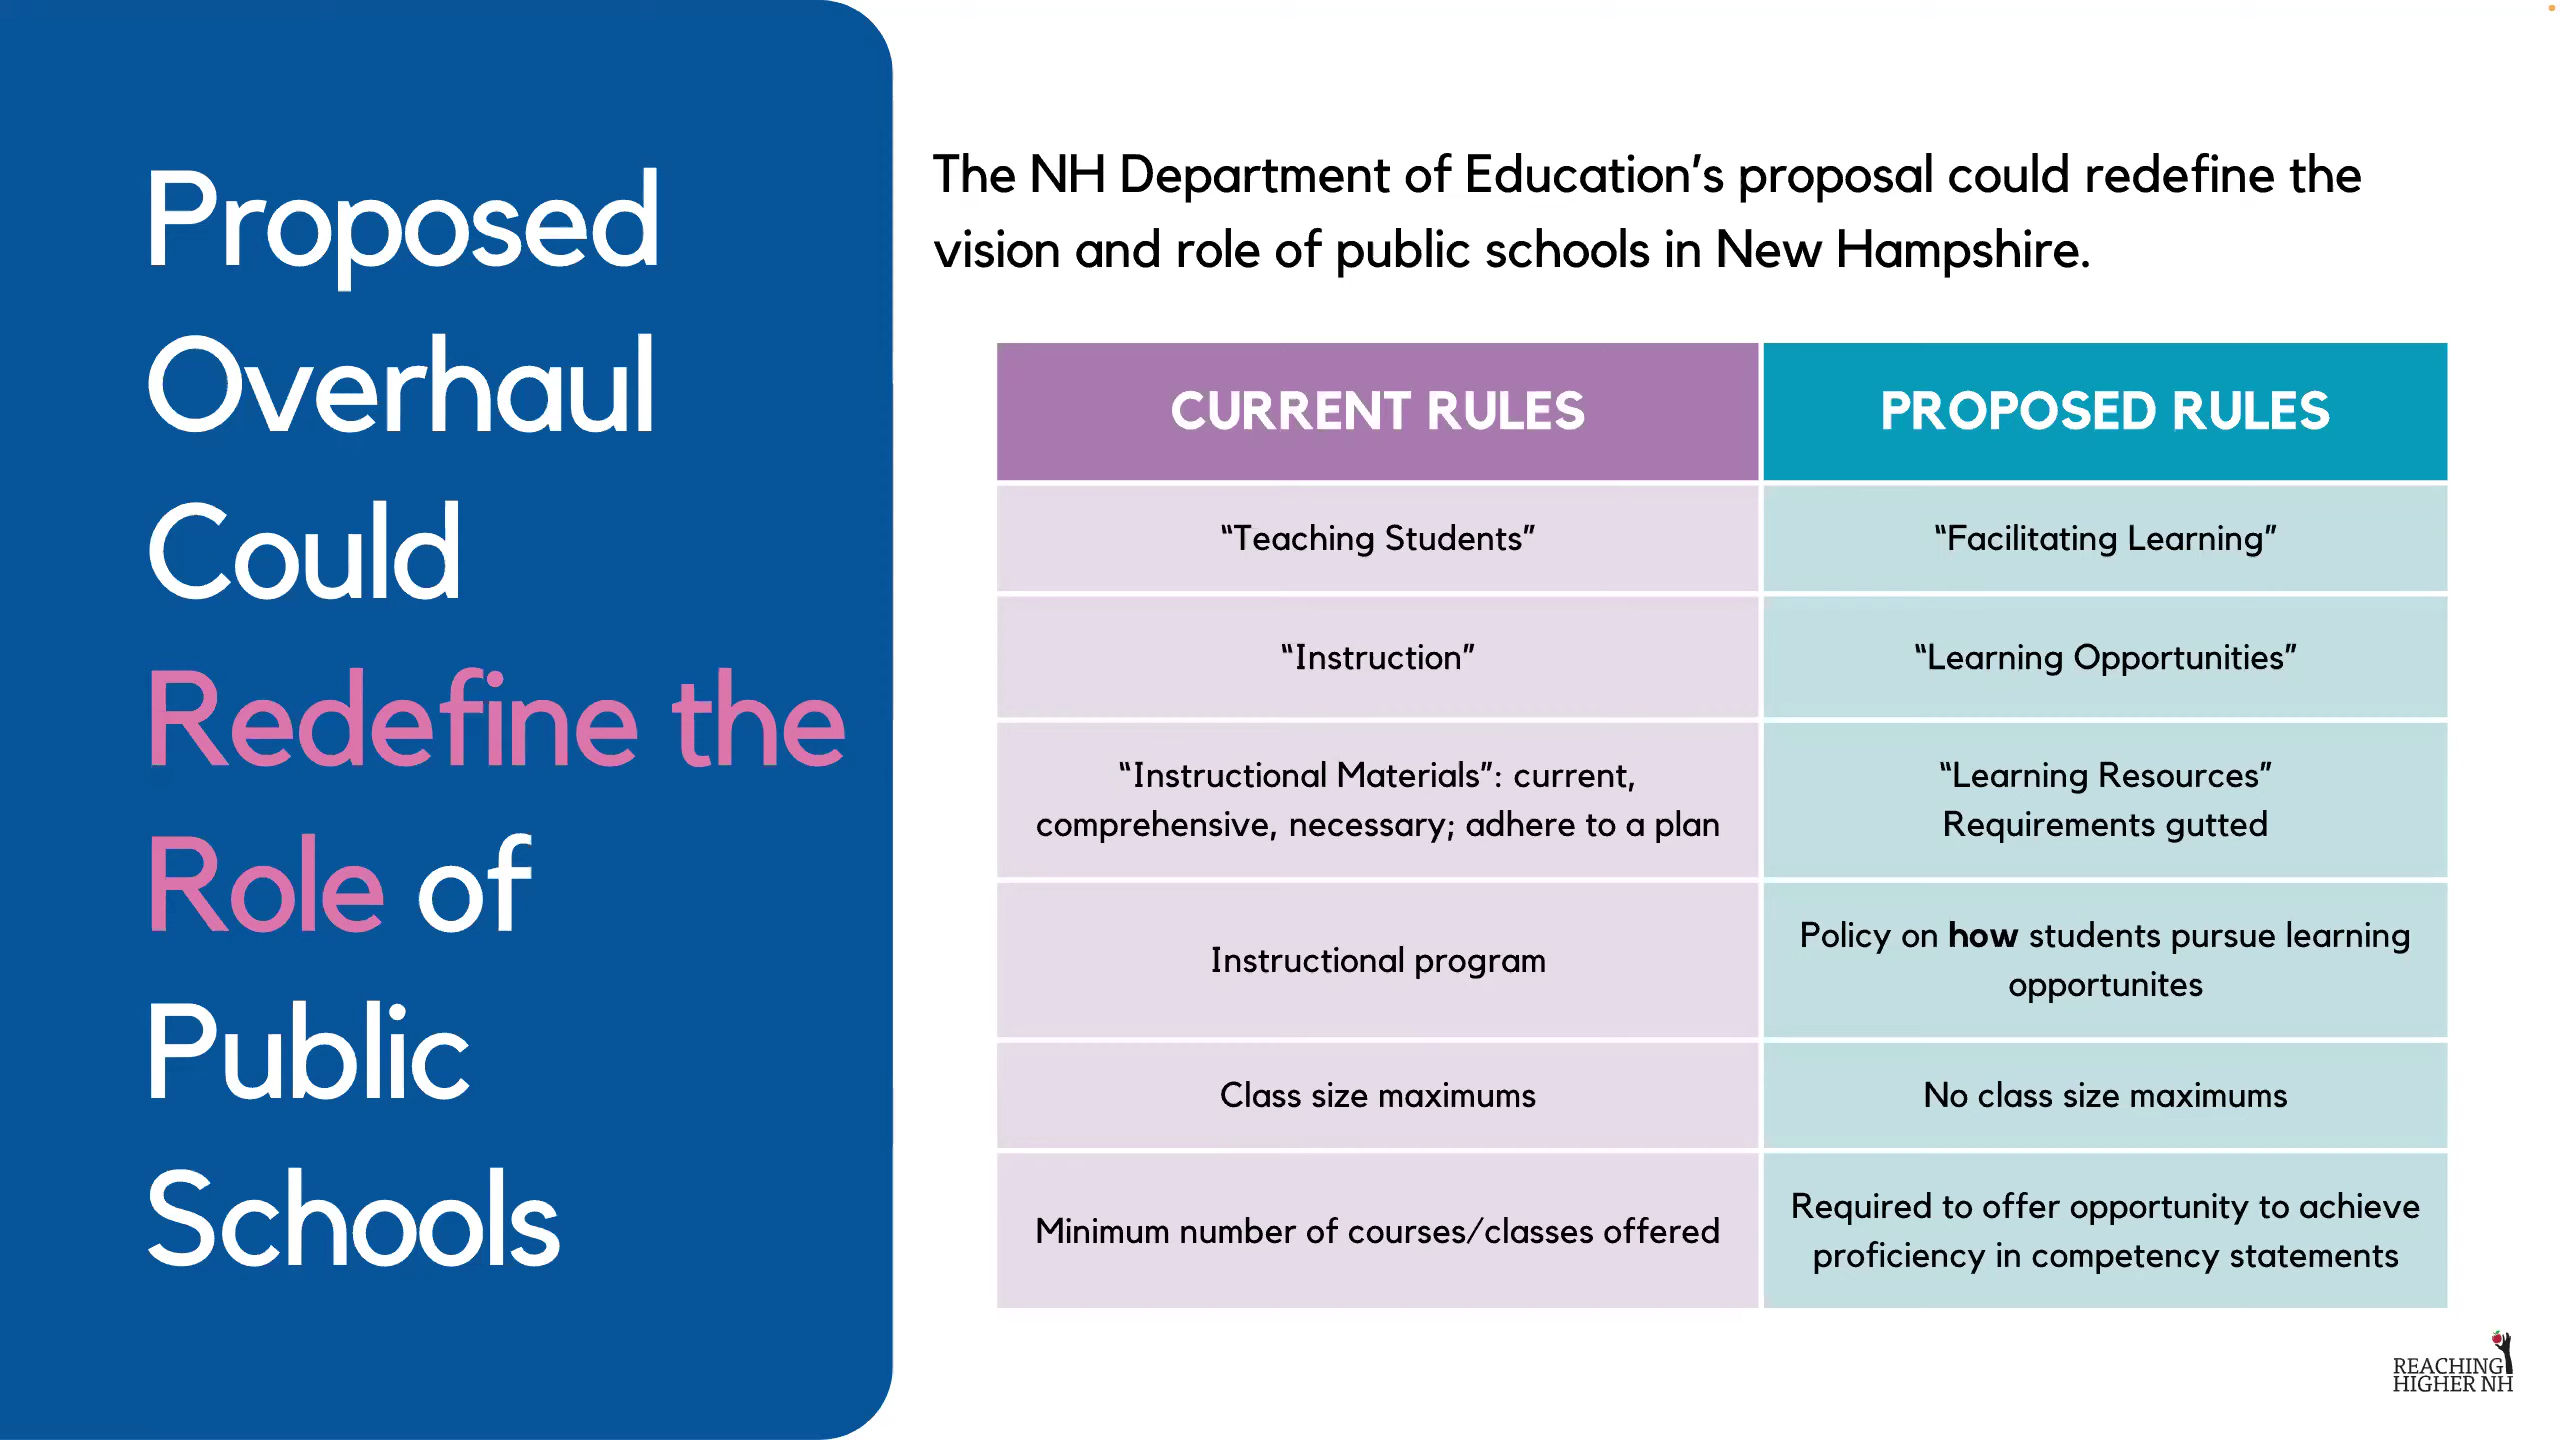 Proposed
Overhaul
Could
Redefine the
Role of
Public
Schools
The NH Department of Education’s proposal could redefine the
vision and role of public schools in New Hampshire.
CURRENT RULES
PROPOSED RULES
“Teaching Students”
“Facilitating Learning”
“Instruction”
“Learning Opportunities”
“Instructional Materials”: current,
comprehensive, necessary; adhere to a plan
“Learning Resources”
Requirements gutted
Instructional program
Policy on how students pursue learning
opportunites
Class size maximums
No class size maximums
Minimum number of courses/classes offered
Required to offer opportunity to achieve
proficiency in competency statements
REACHING
HIGHER NH